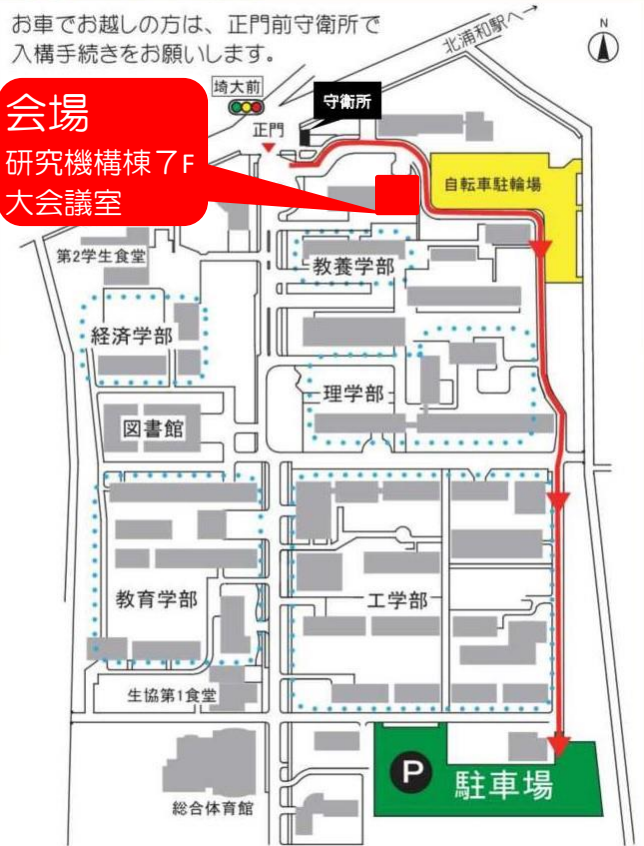 お車でお越しの方は、正門前守衛所で
入構手続きをお願いします。
北浦和駅へ→
N
埼大前
守衛所
正門
会場
研究機構棟７F
大会議室
自転車駐輪場
第2学生食堂
教養学部
経済学部
理学部
図書館
教育学部
工学部
生協第1食堂
P
駐車場
総合体育館